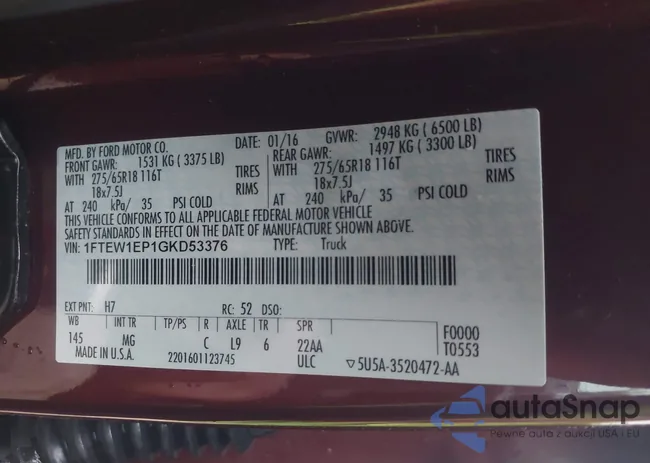 MFD. BY FORD MOTOR CO.
DATE: 01/16 GVWR: 2948 KG ( 6500 LB)
FRONT GAWR: 1531 KG ( 3375 LB) REAR GAWR: 1497 KG ( 3300 LB)
WITH 275/65R18 116T TIRES WITH 275/65R18 116T TIRES
18x7.5J RIMS 18x7.5J RIMS
AT 240 kPa/ 35 PSI COLD AT 240 kPa/ 35 PSI COLD
THIS VEHICLE CONFORMS TO ALL APPLICABLE FEDERAL MOTOR VEHICLE
SAFETY STANDARDS IN EFFECT ON THE DATE OF MANUFACTURE SHOWN ABOVE.
VIN: 1FTEW1EP1GKD53376 TYPE: Truck
EXT PNT: H7 RC: 52 DSO:
WB INT TR TP/PS R AXLE TR SPR F0000
145 MG C L9 6 22AA T0553
MADE IN U.S.A. 2201601123745 ULC ▽5U5A-3520472-AA
autaSnap
Pewne auta z aukcji USA i EU